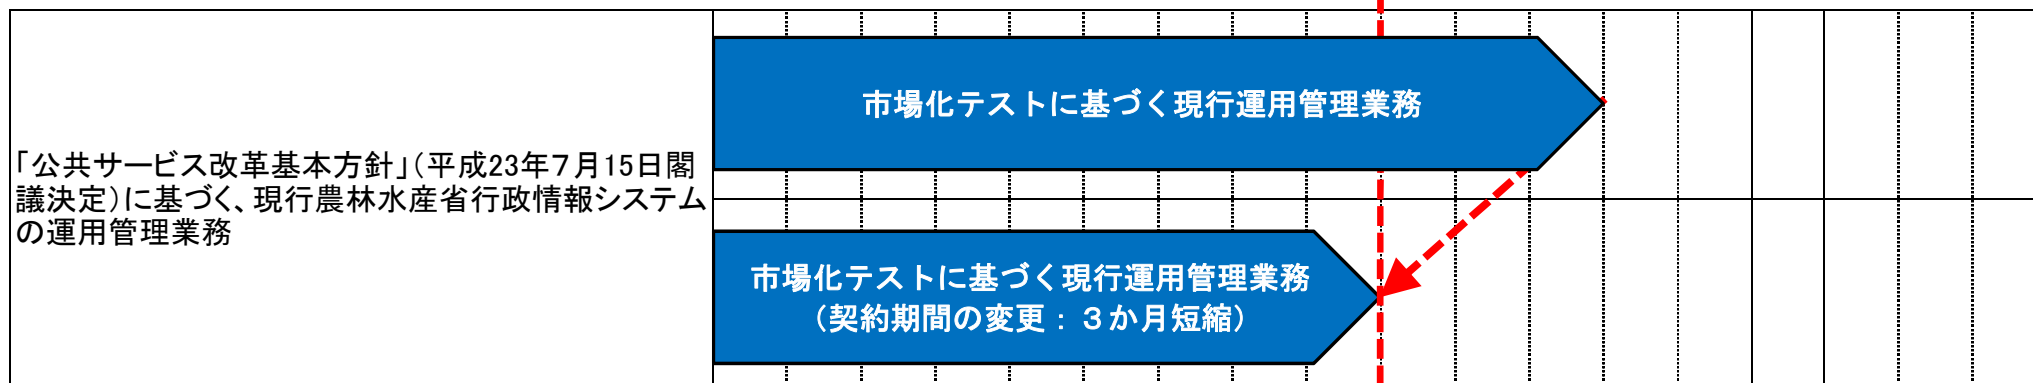 「公共サービス改革基本方針」（平成23年７月15日閣
議決定）に基づく、現行農林水産省行政情報システム
の運用管理業務
市場化テストに基づく現行運用管理業務
市場化テストに基づく現行運用管理業務
（契約期間の変更：３か月短縮）